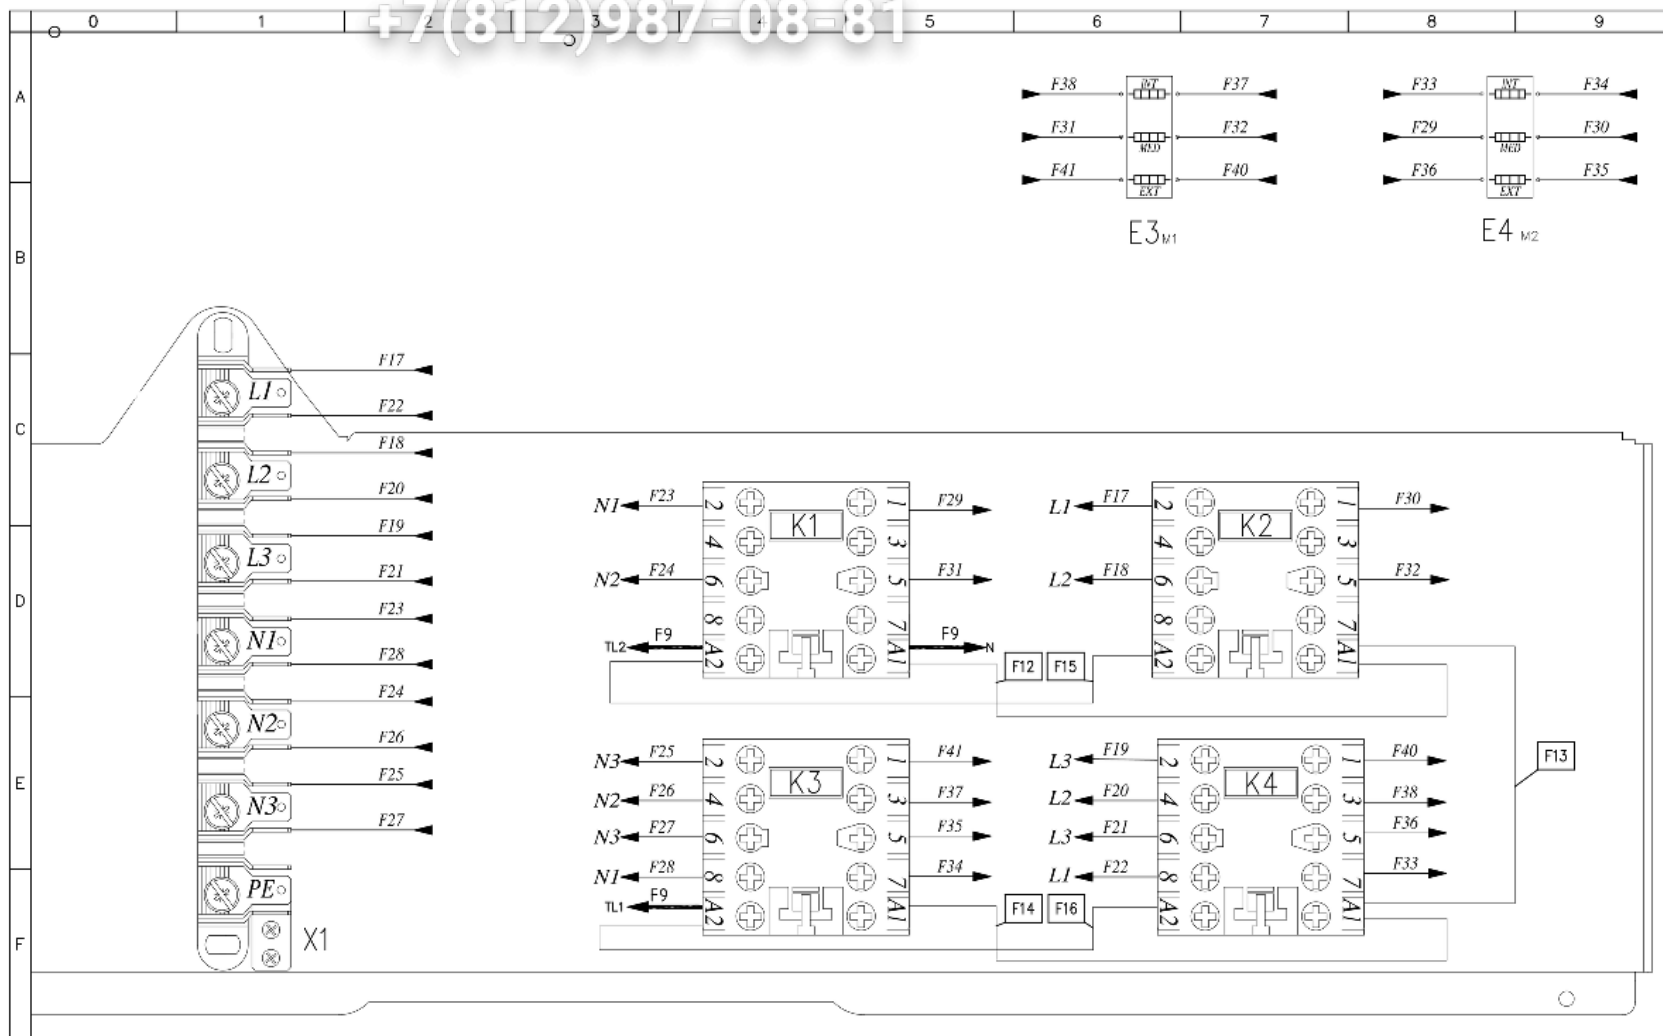 0 1 2 3 4 5 6 7 8 9
+7(812)987-08-81
A
F38 INT F37 F33 INT F34
F31 MED F32 F29 MED F30
F41 EXT F40 F36 EXT F35
E3 M1 E4 M2
B
F17
L1
F22
C
F18
L2
F20
F19
L3
F21
D
F23
N1
F28
F24
N2
F26
E
F25
N3
F27
PE
F
X1
N1 F23 2 K1 1 F29
4 3
N2 F24 6 5 F31
8 7
TL2 F9 A2 A1 F9 N
L1 F17 2 K2 1 F30
4 3
L2 F18 6 5 F32
8 7
A2 A1
F12 F15
N3 F25 2 K3 1 F41
N2 F26 4 3 F37
N3 F27 6 5 F35
N1 F28 8 7 F34
TL1 F9 A2 A1
L3 F19 2 K4 1 F40
L2 F20 4 3 F38
L3 F21 6 5 F36
L1 F22 8 7 F33
A2 A1
F14 F16
F13